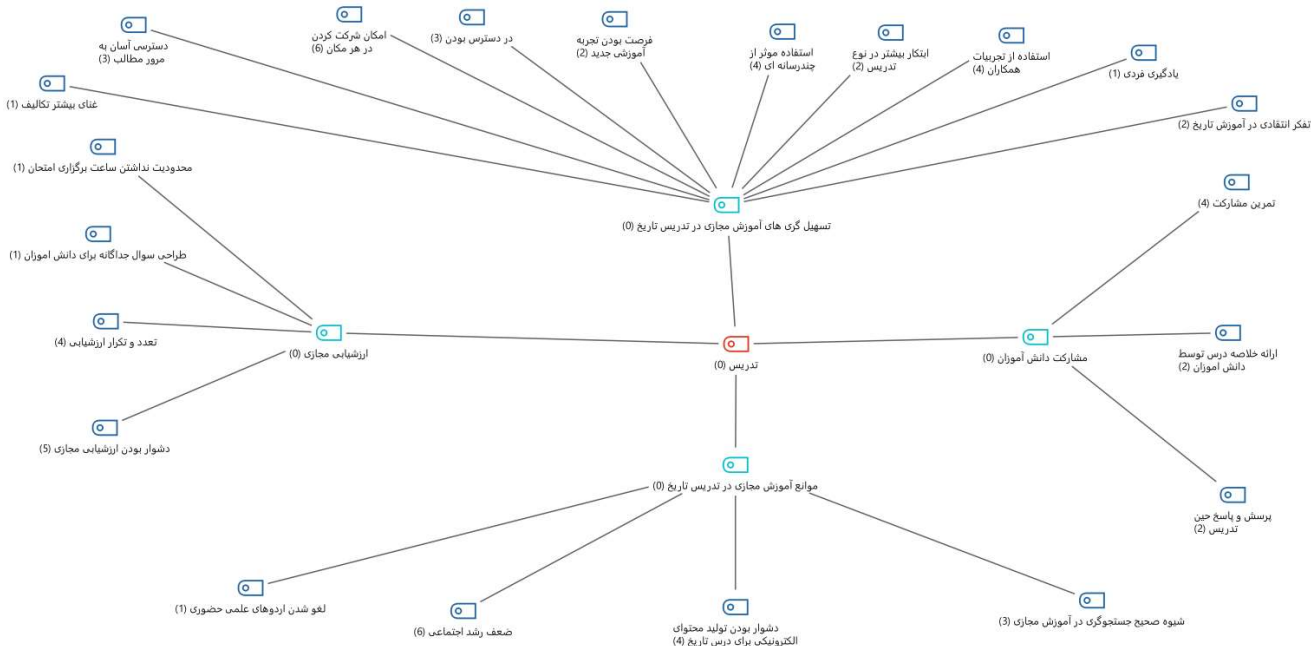 تفکر انتقادی در آموزش تاریخ (2)
یادگیری فردی (1)
استفاده از تجربیات
همکاران (4)
ابتکار بیشتر در نوع
تدریس (2)
استفاده موثر از
چندرسانه ای (4)
فرصت بودن تجربه
آموزشی جدید (2)
در دسترس بودن (3)
امکان شرکت کردن
در هر مکان (6)
دسترسی آسان به
مرور مطالب (3)
غنای بیشتر تکالیف (1)
تسهیل گری های آموزش مجازی در تدریس تاریخ (0)
محدودیت نداشتن ساعت برگزاری امتحان (1)
طراحی سوال جداگانه برای دانش اموزان (1)
تعدد و تکرار ارزشیابی (4)
دشوار بودن ارزشیابی مجازی (5)
ارزشیابی مجازی (0)
تدریس (0)
مشارکت دانش آموزان (0)
تمرین مشارکت (4)
ارائه خلاصه درس توسط
دانش اموزان (2)
پرسش و پاسخ حین
تدریس (2)
موانع آموزش مجازی در تدریس تاریخ (0)
شیوه صحیح جستجوگری در آموزش مجازی (3)
دشوار بودن تولید محتوای
الکترونیکی برای درس تاریخ (4)
ضعف رشد اجتماعی (6)
لغو شدن اردوهای علمی حضوری (1)